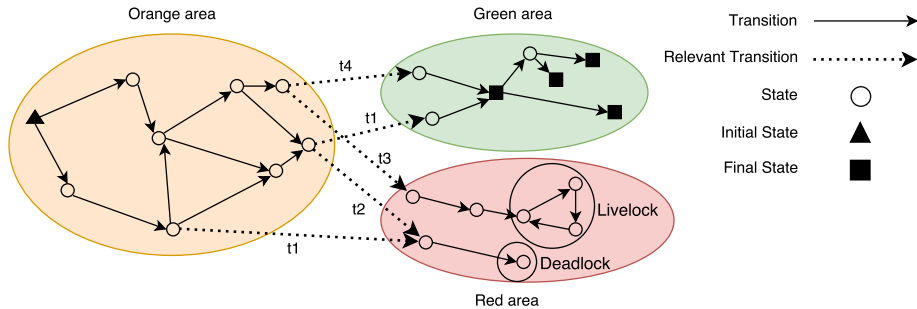 Orange area
Green area
Transition
Relevant Transition
State
Initial State
Final State
t4
t1
t3
t2
t1
Livelock
Deadlock
Red area